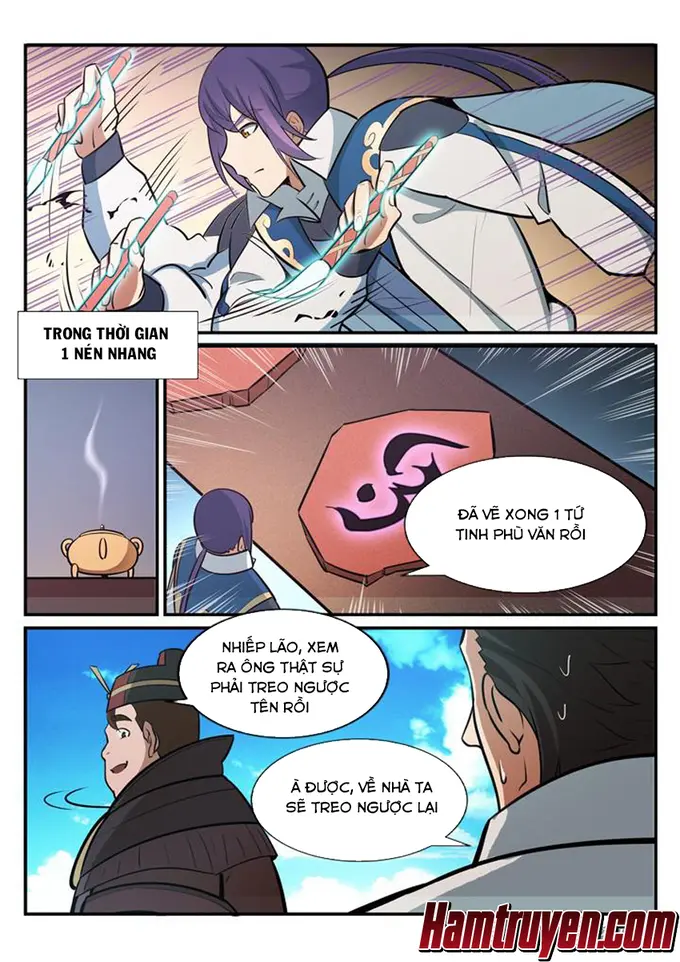 TRONG THỜI GIAN
1 NÉN NHANG
ĐÃ VẼ XONG 1 TỨ
TINH PHÙ VĂN RỒI
NHIẾP LÃO, XEM
RA ÔNG THẬT SỰ
PHẢI TREO NGƯỢC
TÊN RỒI
À ĐƯỢC, VỀ NHÀ TA
SẼ TREO NGƯỢC LẠI
Hamtruyen.com